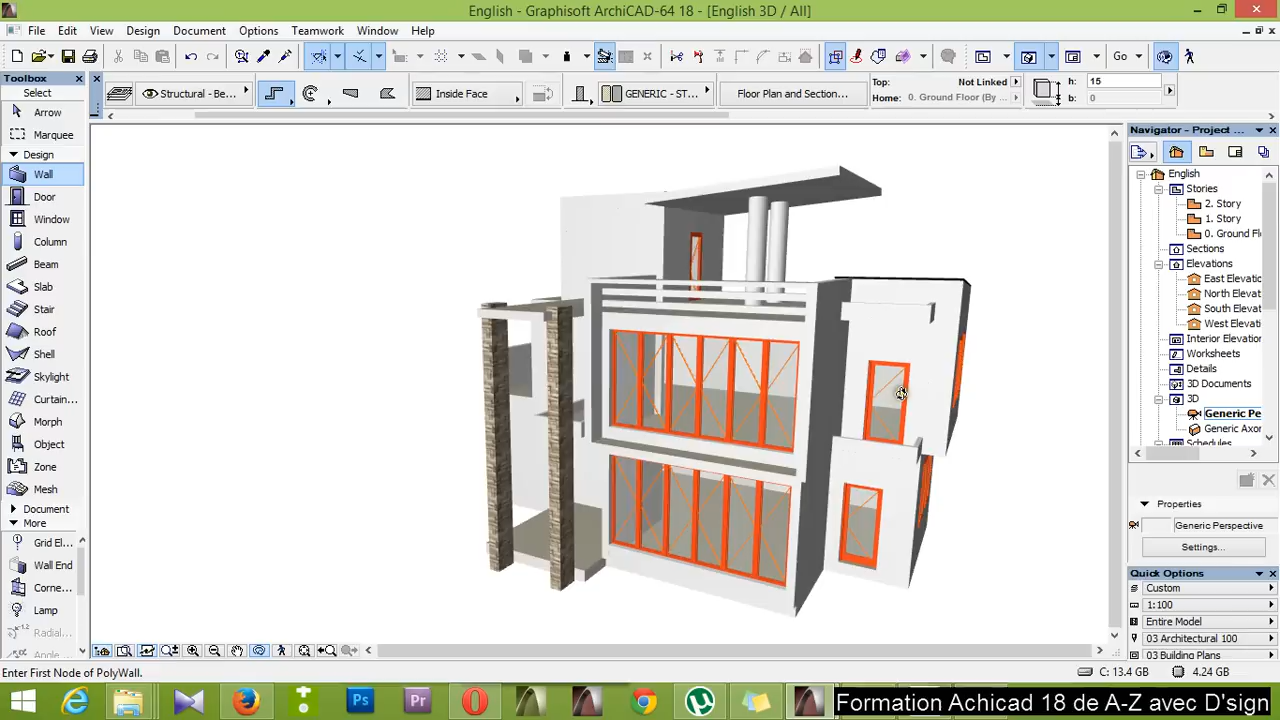 English - Graphisoft ArchiCAD-64 18 - [English 3D / All]
File Edit View Design Document Options Teamwork Window Help
Go
Toolbox
Select
Arrow
Marquee
Design
Wall
Door
Window
Column
Beam
Slab
Stair
Roof
Shell
Skylight
Curtain...
Morph
Object
Zone
Mesh
Document
More
Grid El...
Wall End
Corne...
Lamp
Radial...
Angle...
Structural - Be...
Inside Face
GENERIC - ST...
Floor Plan and Section...
Top: Not Linked
Home: 0. Ground Floor (By ...
h: 15
b: 0
Navigator - Project ...
English
Stories
2. Story
1. Story
0. Ground Fl
Sections
Elevations
East Elevati
North Elevat
South Elevat
West Elevati
Interior Elevation
Worksheets
Details
3D Documents
3D
Generic Pe
Generic Axon
Schedules
Properties
Generic Perspective
Settings...
Quick Options
Custom
1:100
Entire Model
03 Architectural 100
03 Building Plans
Enter First Node of PolyWall.
C: 13.4 GB
4.24 GB
Ps
Pr
Formation Achicad 18 de A-Z avec D'sign